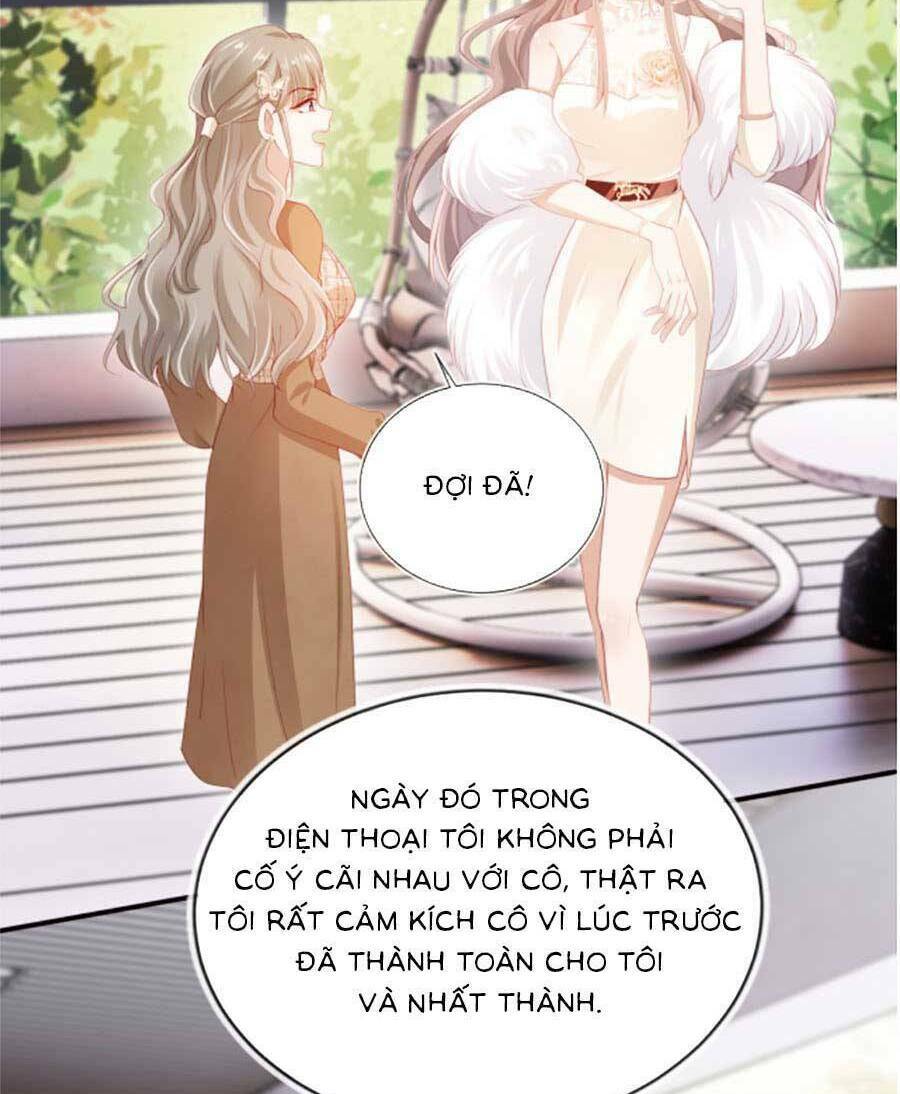 ĐỢI ĐÃ!
NGÀY ĐÓ TRONG
ĐIỆN THOẠI TÔI KHÔNG PHẢI
CỐ Ý CÃI NHAU VỚI CÔ, THẬT RA
TÔI RẤT CẢM KÍCH CÔ VÌ LÚC TRƯỚC
ĐÃ THÀNH TOÀN CHO TÔI
VÀ NHẤT THÀNH.